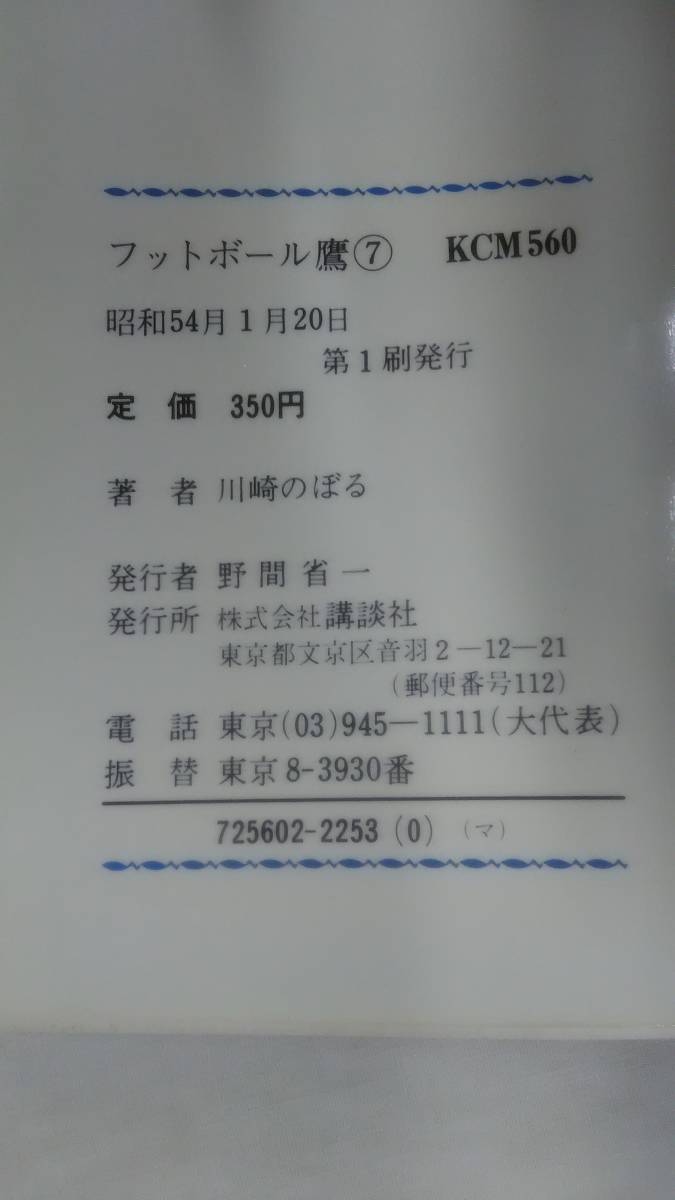 フットボール鷹⑦ KCM560
昭和54月1月20日
第1刷発行
定価 350円
著者 川崎のぼる
発行者 野間省一
発行所 株式会社講談社
東京都文京区音羽2―12―21
(郵便番号112)
電話 東京(03)945―1111(大代表)
振替 東京8-3930番
725602-2253(0) (マ)